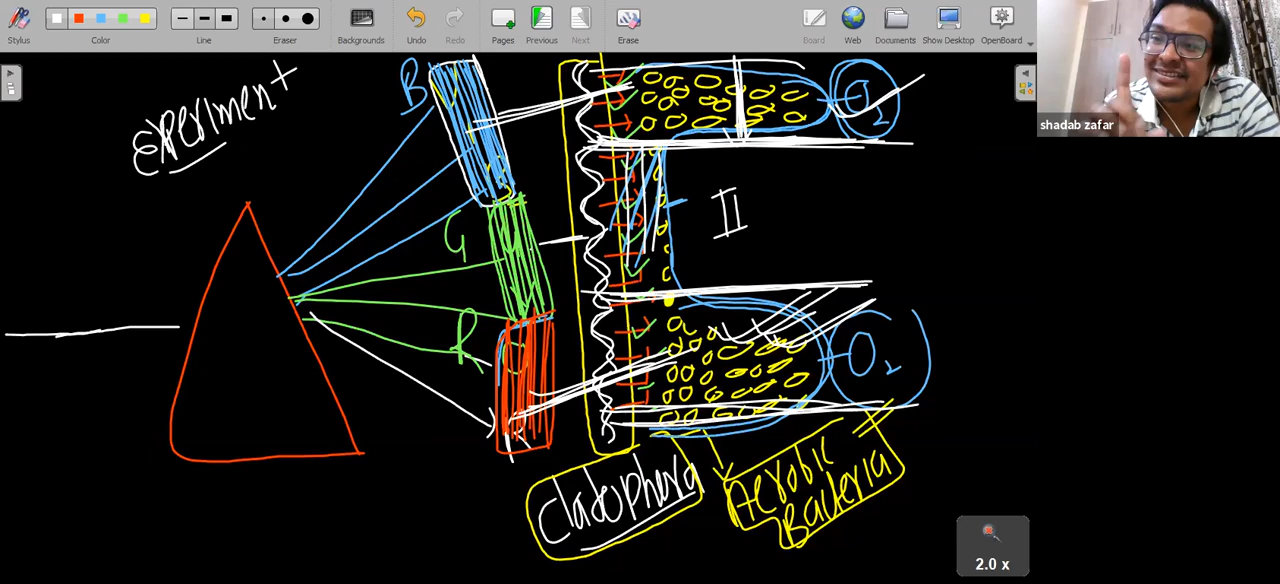 Stylus
Color
Line
Eraser
Backgrounds
Undo
Redo
Pages
Previous
Next
Erase
Board
Web
Documents
Show Desktop
OpenBoard
shadab zafar
Experiment
B
O2
G
II
R
O2
R
Cladophora
Aerobic
Bacteria
2.0 x